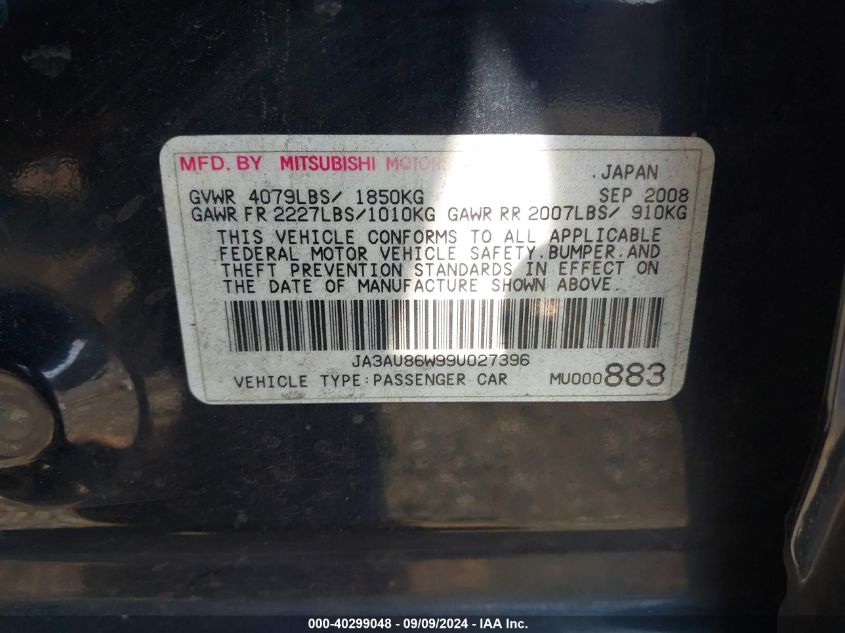 MFD. BY MITSUBISHI MOTORS
JAPAN
GVWR 4079LBS/ 1850KG SEP 2008
GAWR FR 2227LBS/1010KG GAWR RR 2007LBS/ 910KG
THIS VEHICLE CONFORMS TO ALL APPLICABLE
FEDERAL MOTOR VEHICLE SAFETY, BUMPER, AND
THEFT PREVENTION STANDARDS IN EFFECT ON
THE DATE OF MANUFACTURE SHOWN ABOVE.
JA3AU86W99U027396
VEHICLE TYPE:PASSENGER CAR MU000883
000-40299048 - 09/09/2024 - IAA Inc.